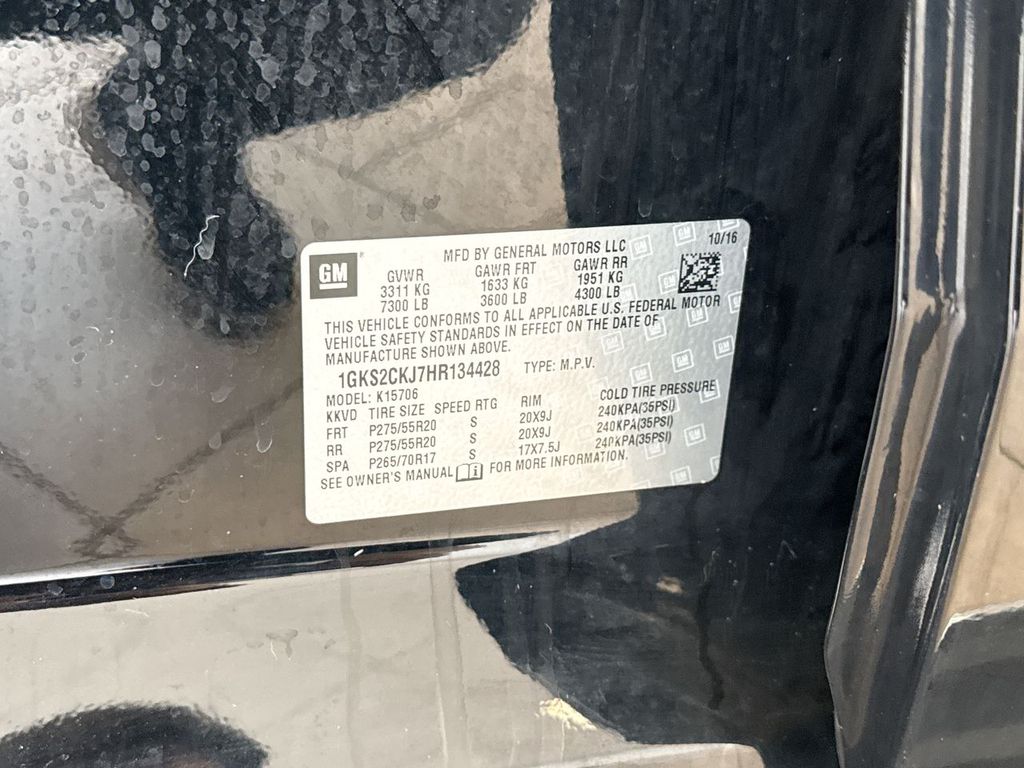 GM
MFD BY GENERAL MOTORS LLC 10/16
GVWR GAWR FRT GAWR RR
3311 KG 1633 KG 1951 KG
7300 LB 3600 LB 4300 LB
THIS VEHICLE CONFORMS TO ALL APPLICABLE U.S. FEDERAL MOTOR
VEHICLE SAFETY STANDARDS IN EFFECT ON THE DATE OF
MANUFACTURE SHOWN ABOVE.
1GKS2CKJ7HR134428 TYPE: M.P.V.
MODEL: K15706
KKVD TIRE SIZE SPEED RTG RIM COLD TIRE PRESSURE
FRT P275/55R20 S 20X9J 240KPA(35PSI)
RR P275/55R20 S 20X9J 240KPA(35PSI)
SPA P265/70R17 S 17X7.5J 240KPA(35PSI)
SEE OWNER'S MANUAL FOR MORE INFORMATION.